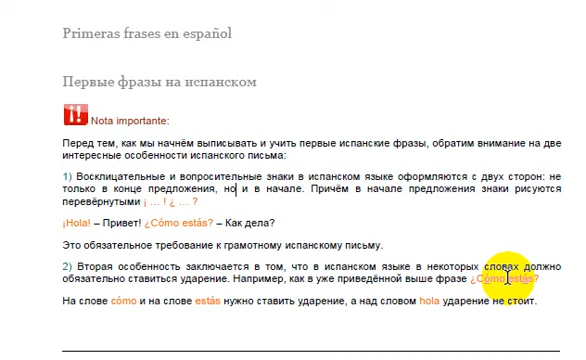 Primeras frases en español
Первые фразы на испанском
¡! Nota importante:
Перед тем, как мы начнём выписывать и учить первые испанские фразы, обратим внимание на две
интересные особенности испанского письма:
1) Восклицательные и вопросительные знаки в испанском языке оформляются с двух сторон: не
только в конце предложения, но и в начале. Причём в начале предложения знаки рисуются
перевёрнутыми ¡ ... ! ¿ ... ?
¡Hola! – Привет! ¿Cómo estás? – Как дела?
Это обязательное требование к грамотному испанскому письму.
2) Вторая особенность заключается в том, что в испанском языке в некоторых словах должно
обязательно ставиться ударение. Например, как в уже приведённой выше фразе ¿Cómo estás?
На слове cómo и на слове estás нужно ставить ударение, а над словом hola ударение не стоит.